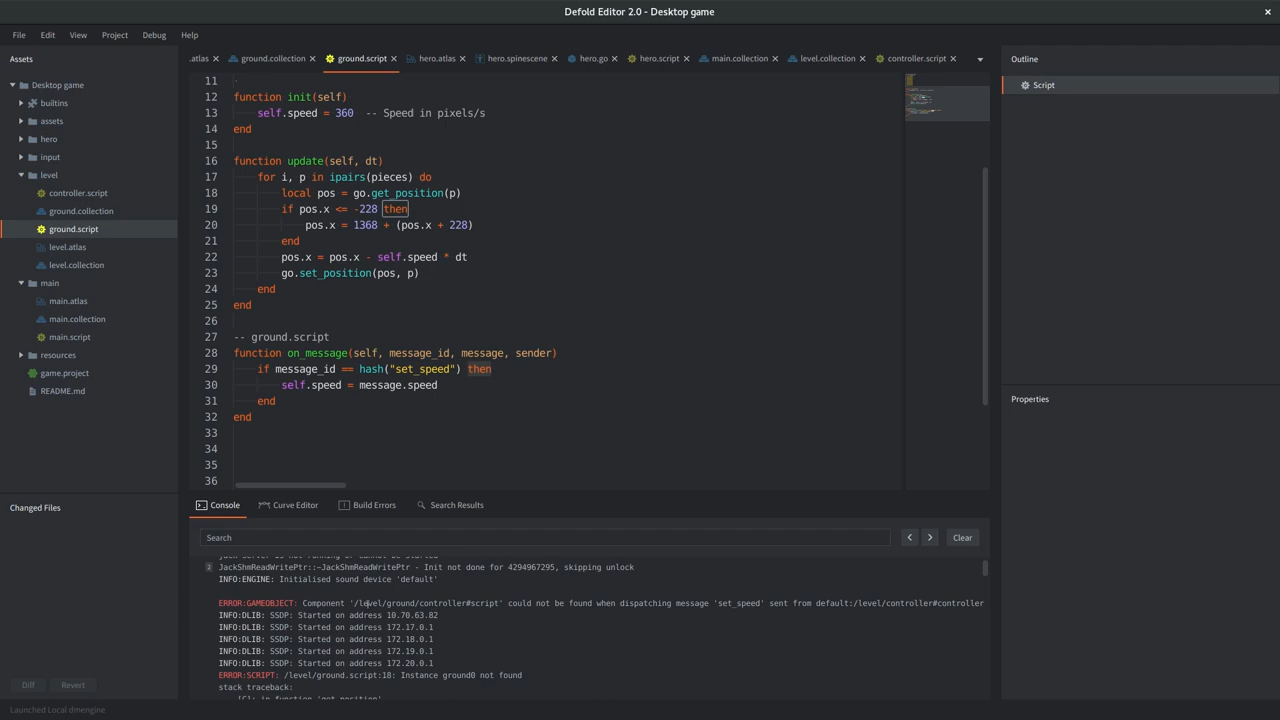 Defold Editor 2.0 - Desktop game
File Edit View Project Debug Help
Assets
Desktop game
builtins
assets
hero
input
level
controller.script
ground.collection
ground.script
level.atlas
level.collection
main
main.atlas
main.collection
main.script
resources
game.project
README.md
Changed Files
Diff Revert
Launched Local dmengine
.atlas ground.collection ground.script hero.atlas hero.spinescene hero.go hero.script main.collection level.collection controller.script
11
12 function init(self)
13 self.speed = 360 -- Speed in pixels/s
14 end
15
16 function update(self, dt)
17 for i, p in ipairs(pieces) do
18 local pos = go.get_position(p)
19 if pos.x <= -228 then
20 pos.x = 1368 + (pos.x + 228)
21 end
22 pos.x = pos.x - self.speed * dt
23 go.set_position(pos, p)
24 end
25 end
26
27 -- ground.script
28 function on_message(self, message_id, message, sender)
29 if message_id == hash("set_speed") then
30 self.speed = message.speed
31 end
32 end
33
34
35
36
Console Curve Editor Build Errors Search Results
Search Clear
jack server is not running or cannot be started
2 JackShmReadWritePtr::~JackShmReadWritePtr - Init not done for 4294967295, skipping unlock
INFO:ENGINE: Initialised sound device 'default'
ERROR:GAMEOBJECT: Component '/level/ground/controller#script' could not be found when dispatching message 'set_speed' sent from default:/level/controller#controller
INFO:DLIB: SSDP: Started on address 10.70.63.82
INFO:DLIB: SSDP: Started on address 172.17.0.1
INFO:DLIB: SSDP: Started on address 172.18.0.1
INFO:DLIB: SSDP: Started on address 172.19.0.1
INFO:DLIB: SSDP: Started on address 172.20.0.1
ERROR:SCRIPT: /level/ground.script:18: Instance ground0 not found
stack traceback:
[C]: in function 'get_position'
Outline
Script
Properties